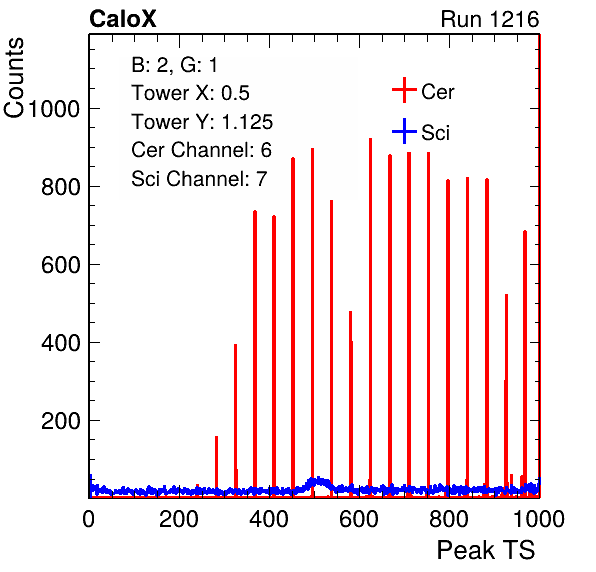 CaloX Run 1216
Counts
B: 2, G: 1
Tower X: 0.5
Tower Y: 1.125
Cer Channel: 6
Sci Channel: 7
Cer
Sci
1000
800
600
400
200
0 200 400 600 800 1000
Peak TS